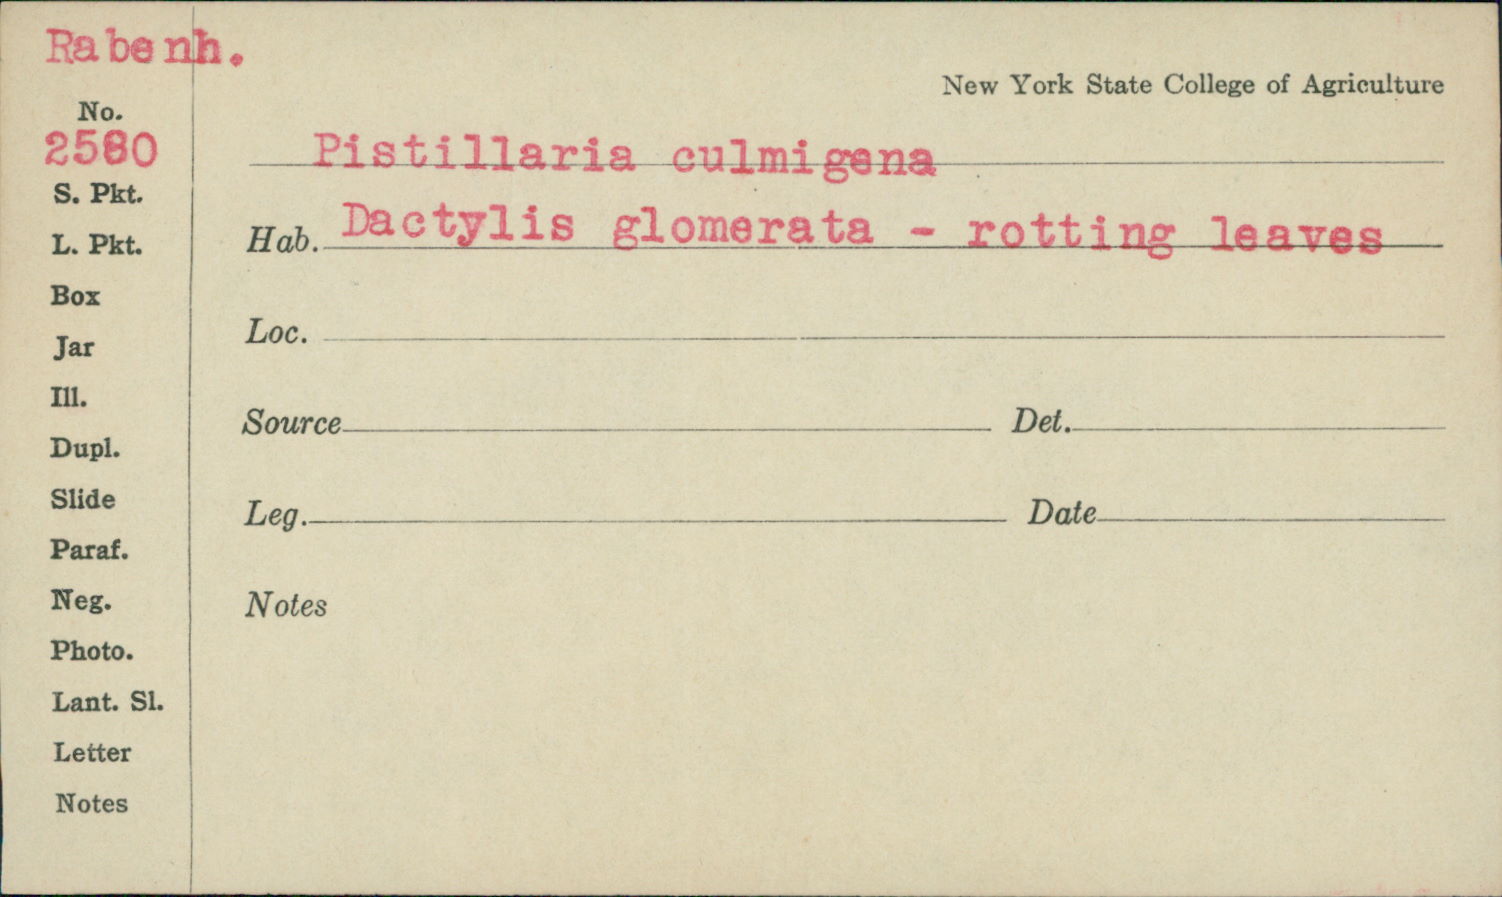 Rabenh.
New York State College of Agriculture
No.
2580
Pistillaria culmigena
S. Pkt.
Hab. Dactylis glomerata - rotting leaves
L. Pkt.
Box
Loc.
Jar
Ill.
Source Det.
Dupl.
Slide
Leg. Date
Paraf.
Neg.
Notes
Photo.
Lant. Sl.
Letter
Notes